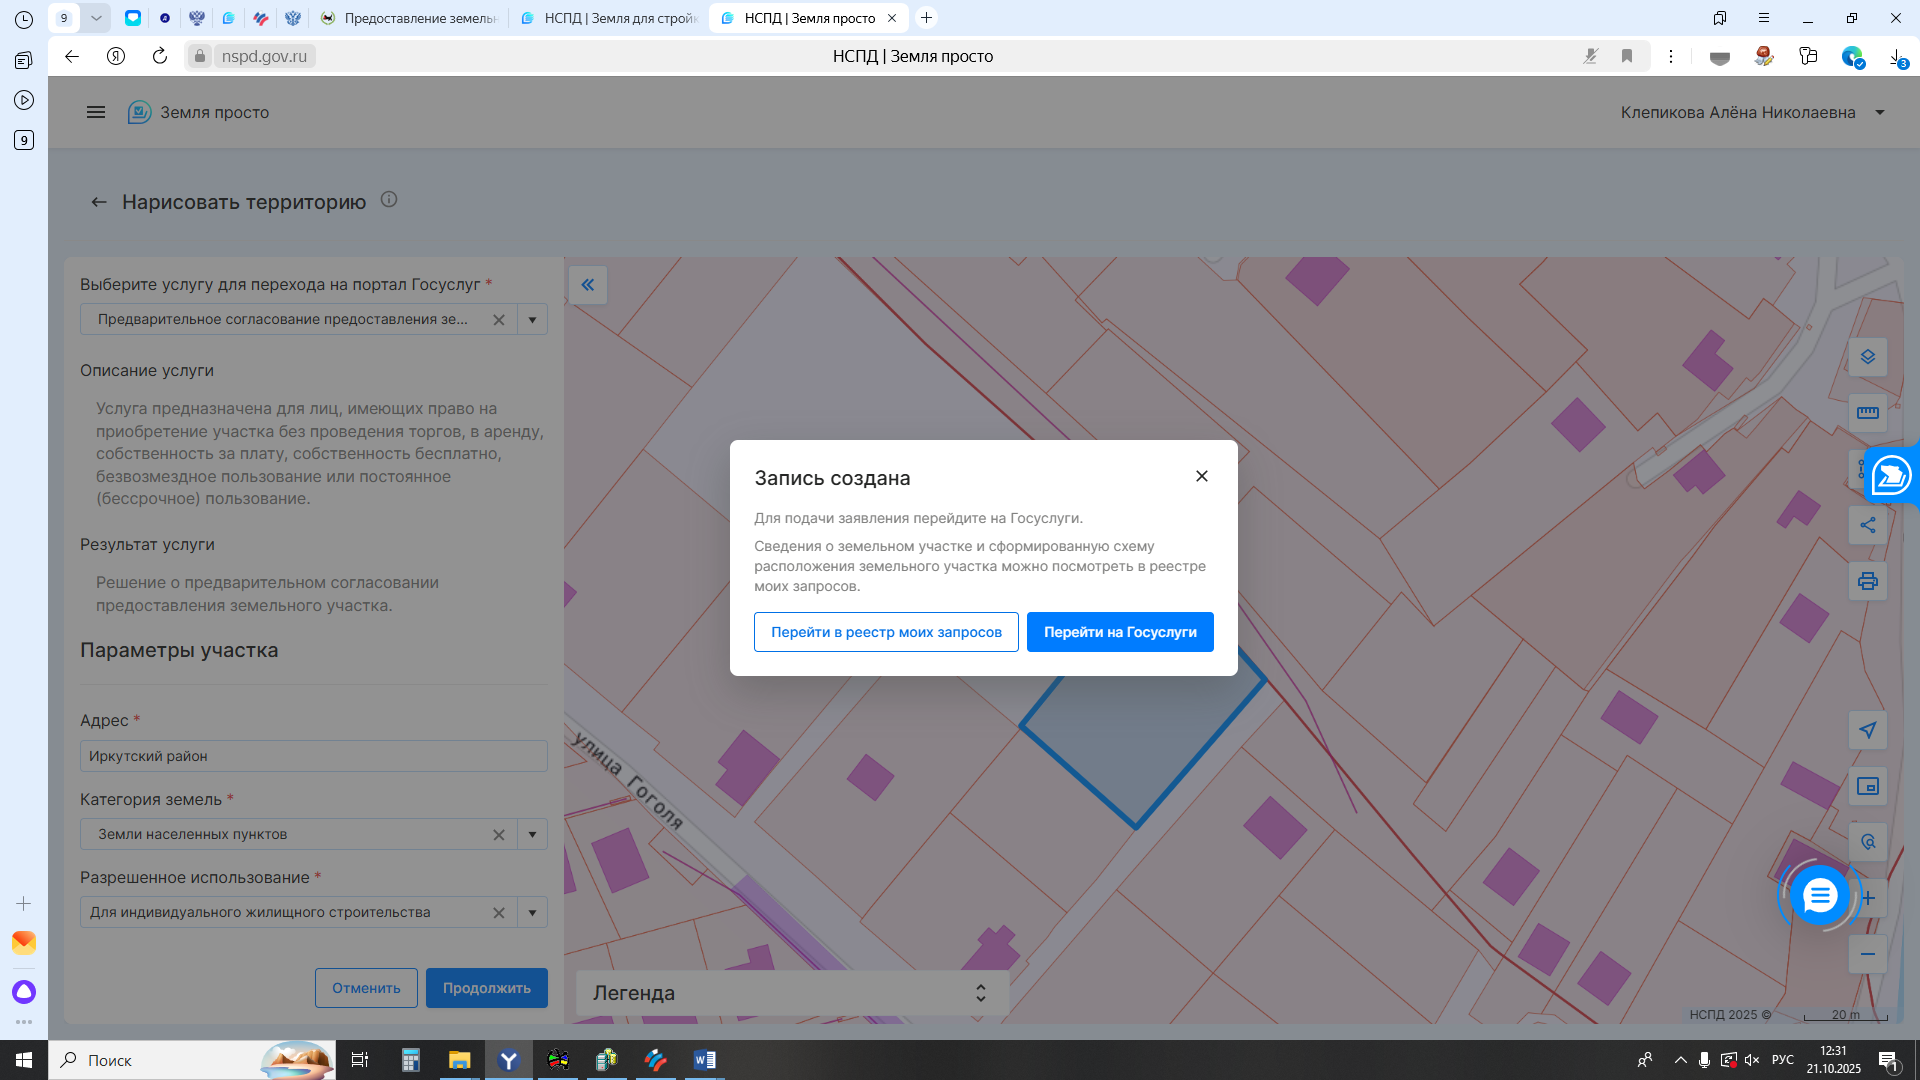 9
Предоставление земельн
НСПД | Земля для стройк
НСПД | Земля просто
nspd.gov.ru
НСПД | Земля просто
3
9
Земля просто
Клепикова Алёна Николаевна
Нарисовать территорию
Выберите услугу для перехода на портал Госуслуг *
Предварительное согласование предоставления зе...
Описание услуги
Услуга предназначена для лиц, имеющих право на
приобретение участка без проведения торгов, в аренду,
собственность за плату, собственность бесплатно,
безвозмездное пользование или постоянное
(бессрочное) пользование.
Результат услуги
Решение о предварительном согласовании
предоставления земельного участка.
Параметры участка
Адрес *
Иркутский район
Категория земель *
Земли населенных пунктов
Разрешенное использование *
Для индивидуального жилищного строительства
Отменить
Продолжить
Запись создана
Для подачи заявления перейдите на Госуслуги.
Сведения о земельном участке и сформированную схему
расположения земельного участка можно посмотреть в реестре
моих запросов.
Перейти в реестр моих запросов
Перейти на Госуслуги
улица Гоголя
Легенда
НСПД 2025 ©
20 m
Поиск
РУС
12:31
21.10.2025
1